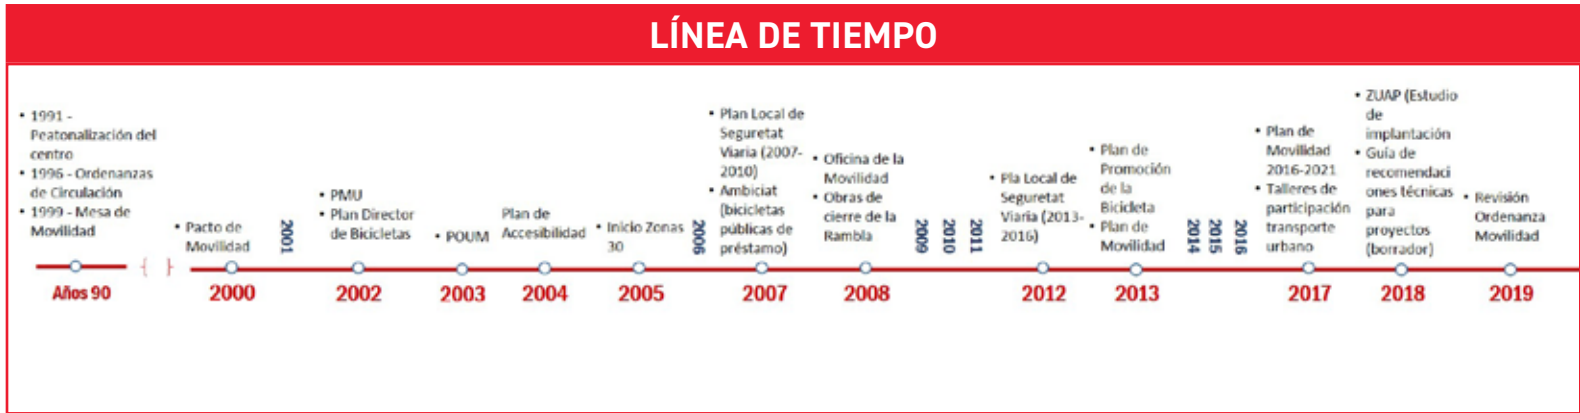 LÍNEA DE TIEMPO
• 1991 -
Peatonalización del
centro
• 1996 - Ordenanzas
de Circulación
• 1999 - Mesa de
Movilidad
Años 90
• Pacto de
Movilidad
2000
2001
• PMU
• Plan Director
de Bicicletas
2002
• POUM
2003
Plan de
Accesibilidad
2004
• Inicio Zonas
30
2005
2006
• Plan Local de
Seguretat
Viaria (2007-
2010)
• Ambiciat
(bicicletas
públicas de
préstamo)
2007
• Oficina de la
Movilidad
• Obras de
cierre de la
Rambla
2008
2009
2010
2011
• Pla Local de
Seguretat
Viaria (2013-
2016)
2012
• Plan de
Promoción
de la
Bicicleta
• Plan de
Movilidad
2013
2014
2015
2016
• Plan de
Movilidad
2016-2021
• Talleres de
participación
transporte
urbano
2017
• ZUAP (Estudio
de
implantación
• Guía de
recomendaci
ones técnicas
para
proyectos
(borrador)
2018
• Revisión
Ordenanza
Movilidad
2019